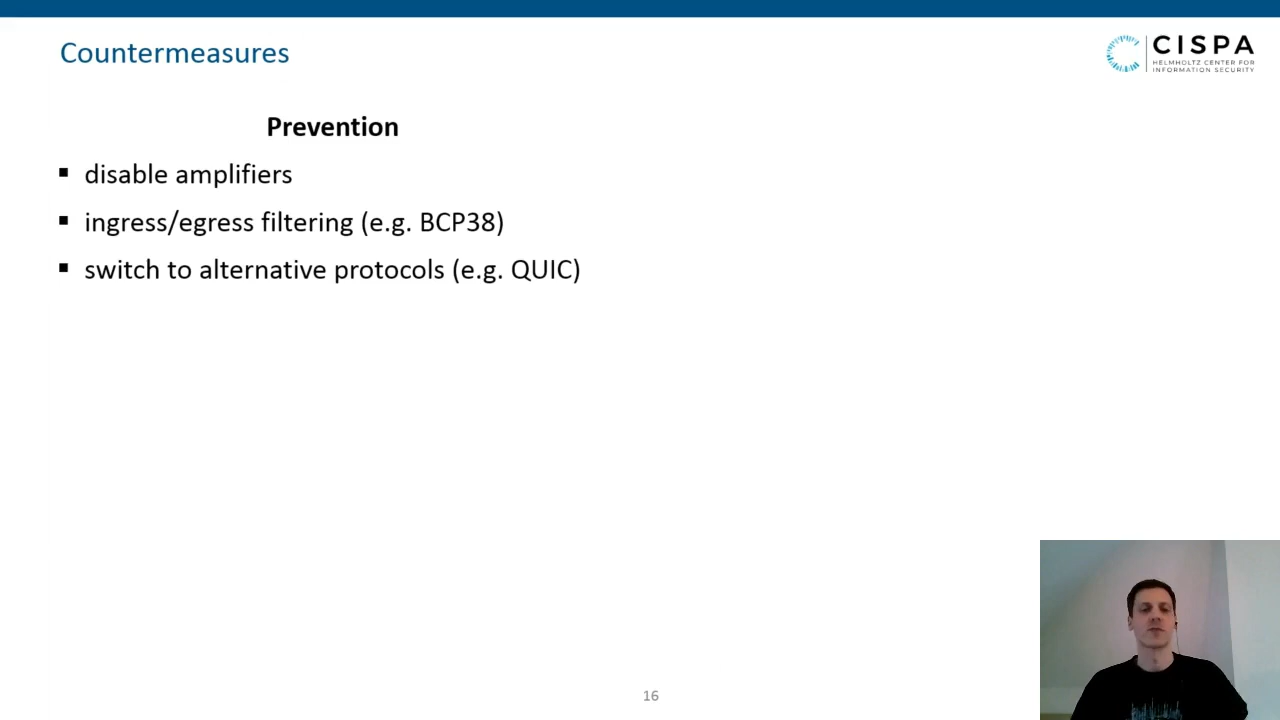 Countermeasures
CISPA
HELMHOLTZ CENTER FOR
INFORMATION SECURITY
Prevention
▪ disable amplifiers
▪ ingress/egress filtering (e.g. BCP38)
▪ switch to alternative protocols (e.g. QUIC)
16